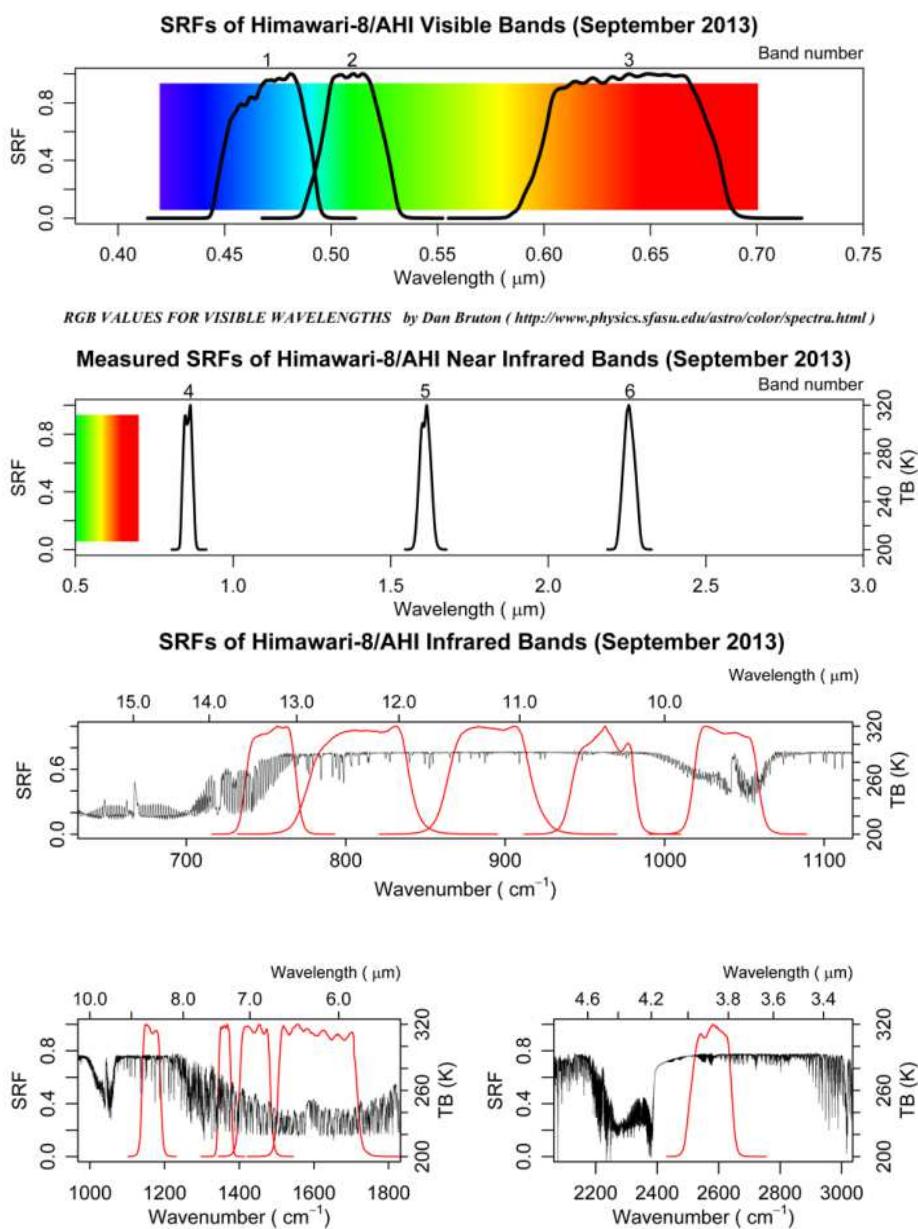 SRFs of Himawari-8/AHI Visible Bands (September 2013)
1 2 3 Band number
SRF
0.0 0.4 0.8
0.40 0.45 0.50 0.55 0.60 0.65 0.70 0.75
Wavelength ( μm)
RGB VALUES FOR VISIBLE WAVELENGTHS by Dan Bruton ( http://www.physics.sfasu.edu/astro/color/spectra.html )
Measured SRFs of Himawari-8/AHI Near Infrared Bands (September 2013)
4 5 6 Band number
SRF
0.0 0.4 0.8
200 240 280 320
TB (K)
0.5 1.0 1.5 2.0 2.5 3.0
Wavelength ( μm)
SRFs of Himawari-8/AHI Infrared Bands (September 2013)
Wavelength ( μm)
15.0 14.0 13.0 12.0 11.0 10.0
SRF
0.0 0.6
200 260 320
TB (K)
700 800 900 1000 1100
Wavenumber ( cm⁻¹)
Wavelength ( μm)
10.0 8.0 7.0 6.0
SRF
0.0 0.4 0.8
200 260 320
TB (K)
1000 1200 1400 1600 1800
Wavenumber ( cm⁻¹)
Wavelength ( μm)
4.6 4.2 3.8 3.6 3.4
SRF
0.0 0.4 0.8
200 260 320
TB (K)
2200 2400 2600 2800 3000
Wavenumber ( cm⁻¹)